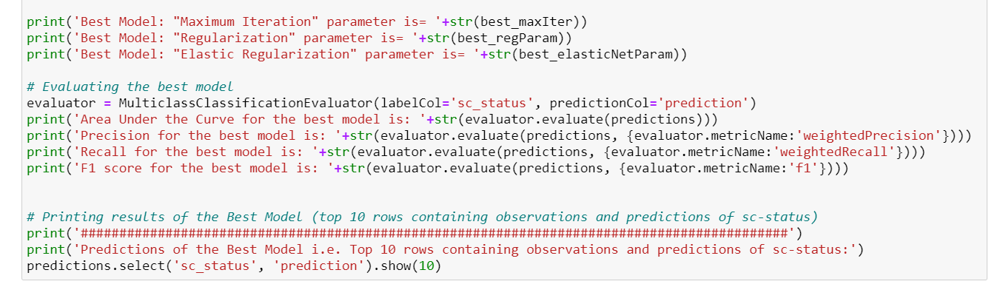 print('Best Model: "Maximum Iteration" parameter is= '+str(best_maxIter))
print('Best Model: "Regularization" parameter is= '+str(best_regParam))
print('Best Model: "Elastic Regularization" parameter is= '+str(best_elasticNetParam))
# Evaluating the best model
evaluator = MulticlassClassificationEvaluator(labelCol='sc_status', predictionCol='prediction')
print('Area Under the Curve for the best model is: '+str(evaluator.evaluate(predictions)))
print('Precision for the best model is: '+str(evaluator.evaluate(predictions, {evaluator.metricName:'weightedPrecision'})))
print('Recall for the best model is: '+str(evaluator.evaluate(predictions, {evaluator.metricName:'weightedRecall'})))
print('F1 score for the best model is: '+str(evaluator.evaluate(predictions, {evaluator.metricName:'f1'})))
# Printing results of the Best Model (top 10 rows containing observations and predictions of sc-status)
print('############################################################################################')
print('Predictions of the Best Model i.e. Top 10 rows containing observations and predictions of sc-status:')
predictions.select('sc_status', 'prediction').show(10)